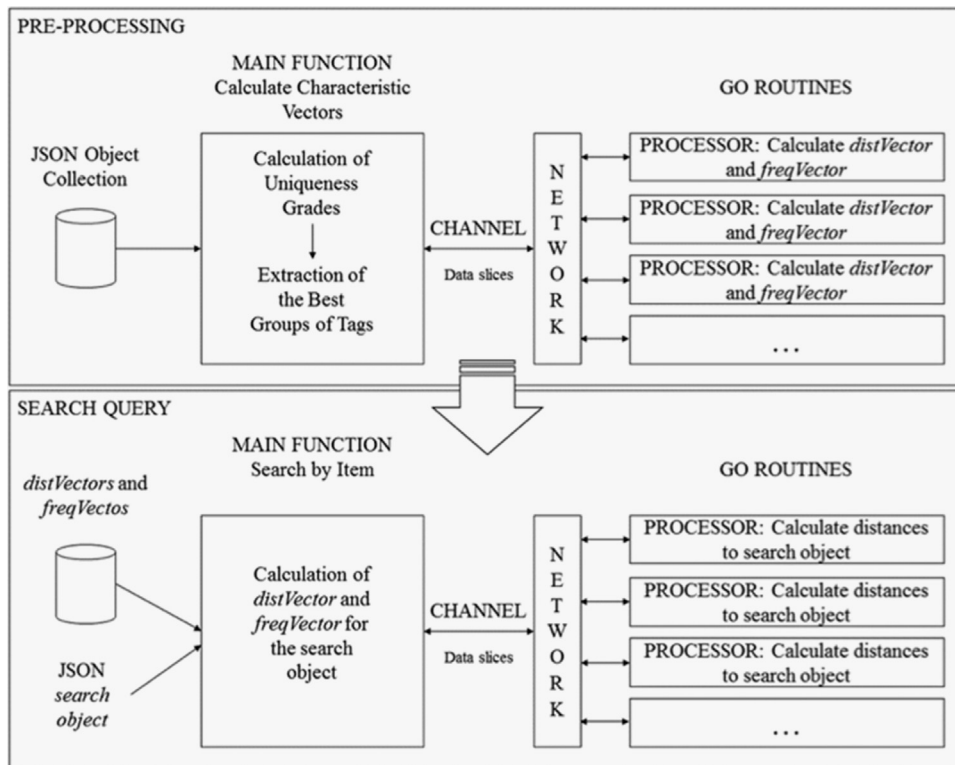 PRE-PROCESSING
MAIN FUNCTION
Calculate Characteristic
Vectors
GO ROUTINES
JSON Object
Collection
Calculation of
Uniqueness
Grades
Extraction of
the Best
Groups of Tags
CHANNEL
Data slices
NETWORK
PROCESSOR: Calculate distVector
and freqVector
PROCESSOR: Calculate distVector
and freqVector
PROCESSOR: Calculate distVector
and freqVector
...
SEARCH QUERY
MAIN FUNCTION
Search by Item
GO ROUTINES
distVectors and
freqVectos
JSON
search
object
Calculation of
distVector and
freqVector for
the search
object
CHANNEL
Data slices
NETWORK
PROCESSOR: Calculate distances
to search object
PROCESSOR: Calculate distances
to search object
PROCESSOR: Calculate distances
to search object
...